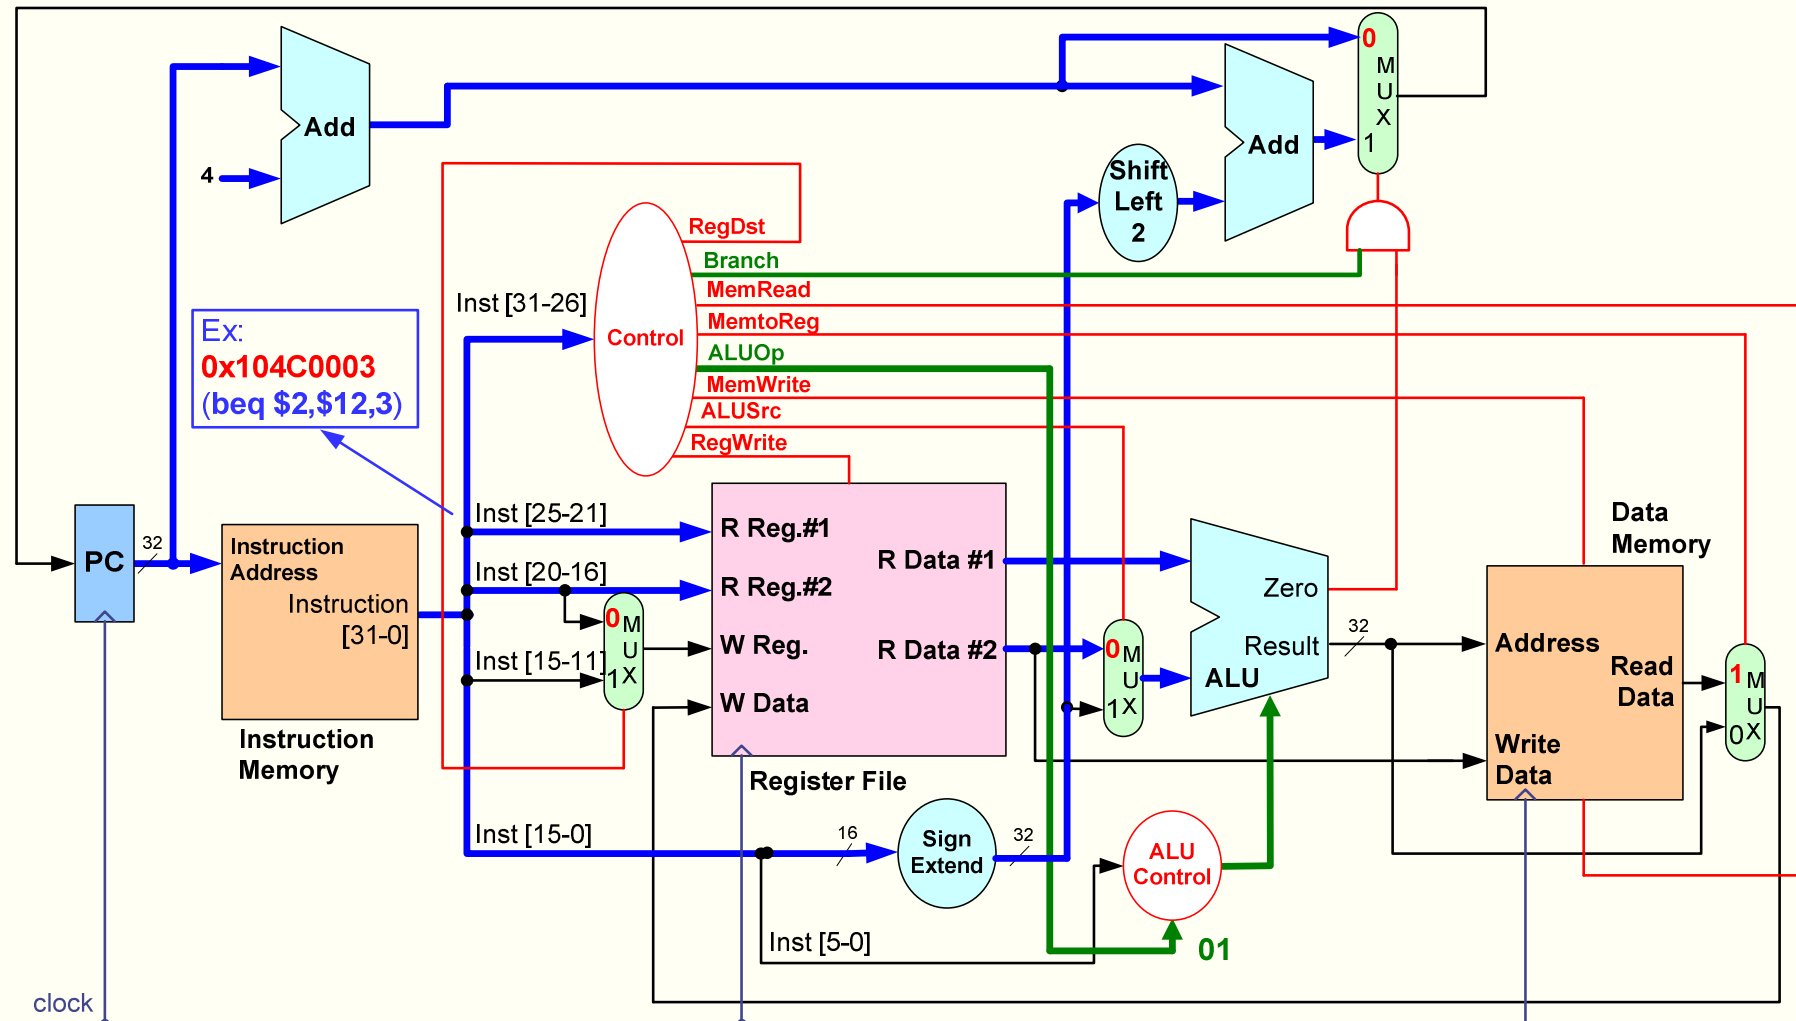 0
M
U
X
1
Add
4
Add
Shift
Left
2
RegDst
Branch
MemRead
MemtoReg
ALUOp
MemWrite
ALUSrc
RegWrite
Inst [31-26]
Control
Ex:
0x104C0003
(beq $2,$12,3)
PC
32
Instruction
Address
Instruction
[31-0]
Instruction
Memory
Inst [25-21]
Inst [20-16]
Inst [15-11]
0
M
U
1X
R Reg.#1
R Reg.#2
W Reg.
W Data
R Data #1
R Data #2
Register File
0
M
U
1X
Zero
Result
ALU
32
Data
Memory
Address
Read
Data
Write
Data
1
M
U
0X
Inst [15-0]
16
Sign
Extend
32
ALU
Control
Inst [5-0]
01
clock